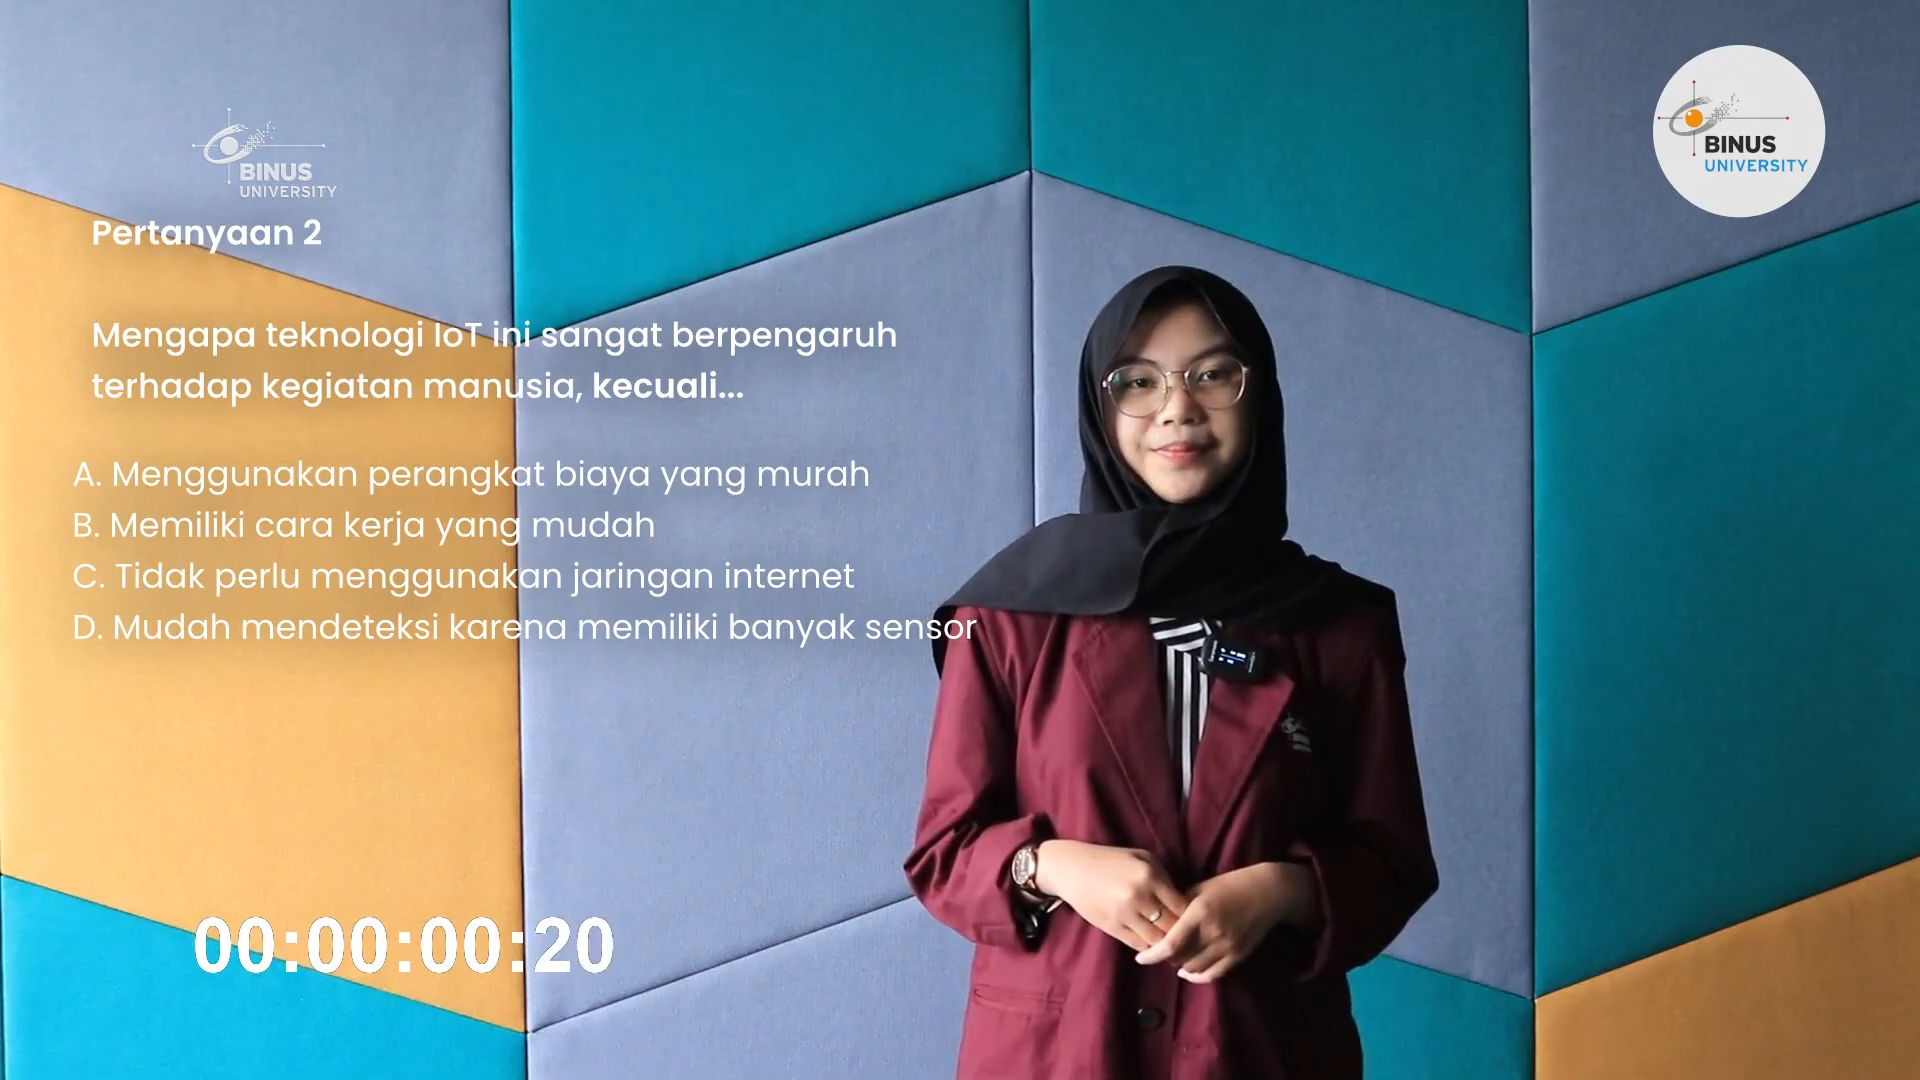 BINUS
UNIVERSITY
BINUS
UNIVERSITY
Pertanyaan 2
Mengapa teknologi IoT ini sangat berpengaruh
terhadap kegiatan manusia, kecuali...
A. Menggunakan perangkat biaya yang murah
B. Memiliki cara kerja yang mudah
C. Tidak perlu menggunakan jaringan internet
D. Mudah mendeteksi karena memiliki banyak sensor
00:00:00:20